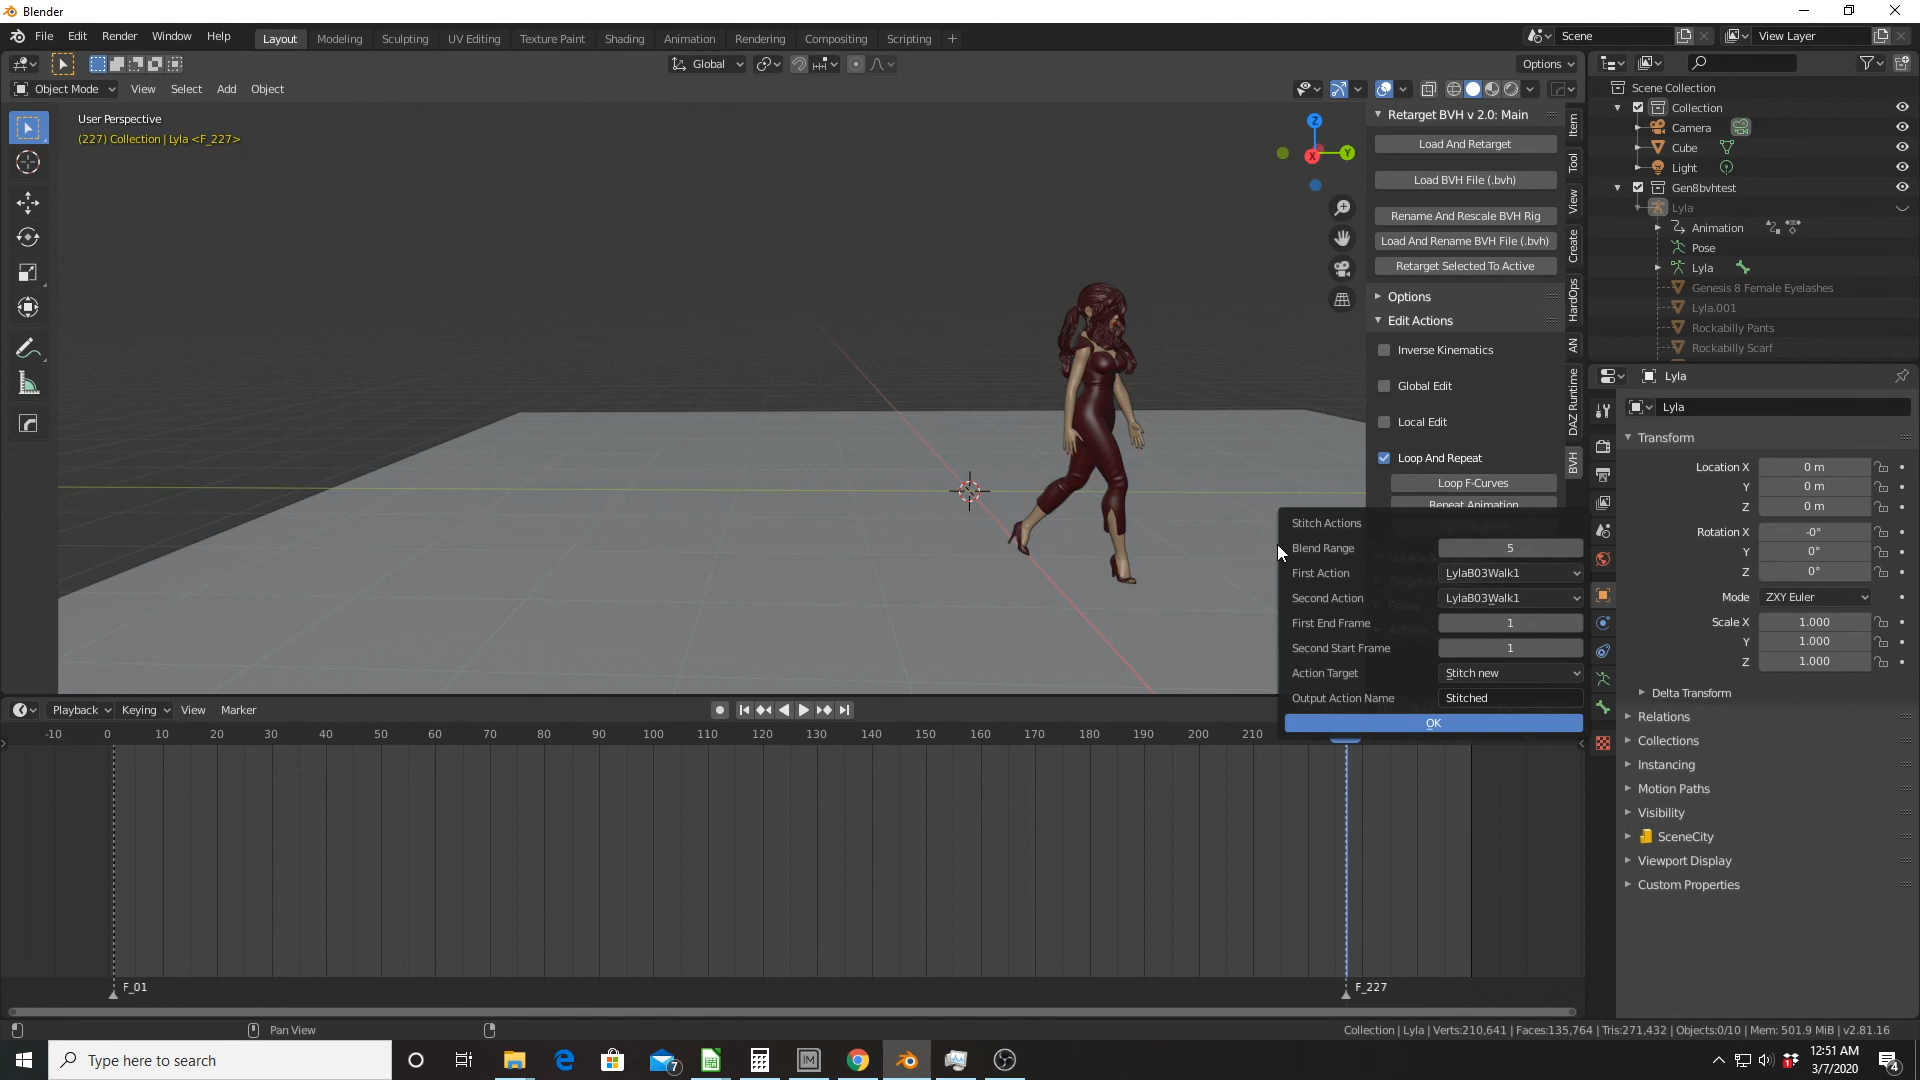 Blender
File Edit Render Window Help
Layout Modeling Sculpting UV Editing Texture Paint Shading Animation Rendering Compositing Scripting +
Scene
View Layer
Global
Options
Object Mode View Select Add Object
User Perspective
(227) Collection | Lyla <F_227>
Z
X
Y
Retarget BVH v 2.0: Main
Load And Retarget
Load BVH File (.bvh)
Rename And Rescale BVH Rig
Load And Rename BVH File (.bvh)
Retarget Selected To Active
Options
Edit Actions
Inverse Kinematics
Global Edit
Local Edit
Loop And Repeat
Loop F-Curves
Repeat Animation
Item
Tool
View
Create
HardOps
AN
DAZ Runtime
BVH
Stitch Actions
Blend Range 5
First Action LylaB03Walk1
Second Action LylaB03Walk1
First End Frame 1
Second Start Frame 1
Action Target Stitch new
Output Action Name Stitched
OK
Scene Collection
Collection
Camera
Cube
Light
Gen8bvhtest
Lyla
Animation
Pose
Lyla
Genesis 8 Female Eyelashes
Lyla.001
Rockabilly Pants
Rockabilly Scarf
Lyla
Lyla
Transform
Location X 0 m
Y 0 m
Z 0 m
Rotation X -0°
Y 0°
Z 0°
Mode ZXY Euler
Scale X 1.000
Y 1.000
Z 1.000
Delta Transform
Relations
Collections
Instancing
Motion Paths
Visibility
SceneCity
Viewport Display
Custom Properties
Playback Keying View Marker
-10 0 10 20 30 40 50 60 70 80 90 100 110 120 130 140 150 160 170 180 190 200 210
F_01
F_227
Pan View
Collection | Lyla | Verts:210,641 | Faces:135,764 | Tris:271,432 | Objects:0/10 | Mem: 501.9 MiB | v2.81.16
Type here to search
7
IM
1
12:51 AM
3/7/2020
4